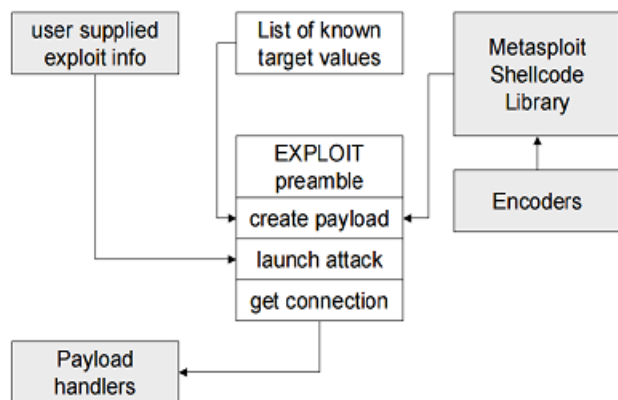 user supplied
exploit info
List of known
target values
Metasploit
Shellcode
Library
EXPLOIT
preamble
create payload
Encoders
launch attack
get connection
Payload
handlers